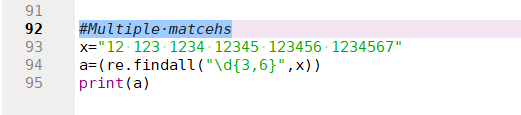 91
92 #Multiple matcehs
93 x="12 123 1234 12345 123456 1234567"
94 a=(re.findall("\d{3,6}",x))
95 print(a)